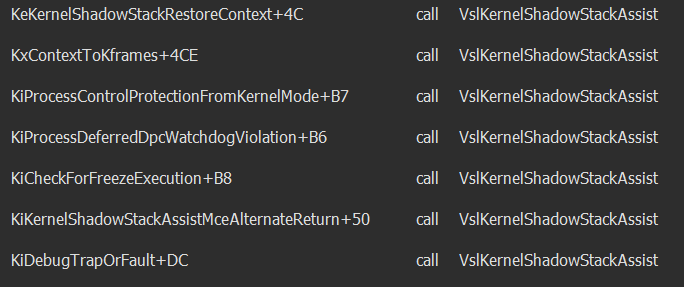 KeKernelShadowStackRestoreContext+4C call VslKernelShadowStackAssist
KxContextToKframes+4CE call VslKernelShadowStackAssist
KiProcessControlProtectionFromKernelMode+B7 call VslKernelShadowStackAssist
KiProcessDeferredDpcWatchdogViolation+B6 call VslKernelShadowStackAssist
KiCheckForFreezeExecution+B8 call VslKernelShadowStackAssist
KiKernelShadowStackAssistMceAlternateReturn+50 call VslKernelShadowStackAssist
KiDebugTrapOrFault+DC call VslKernelShadowStackAssist